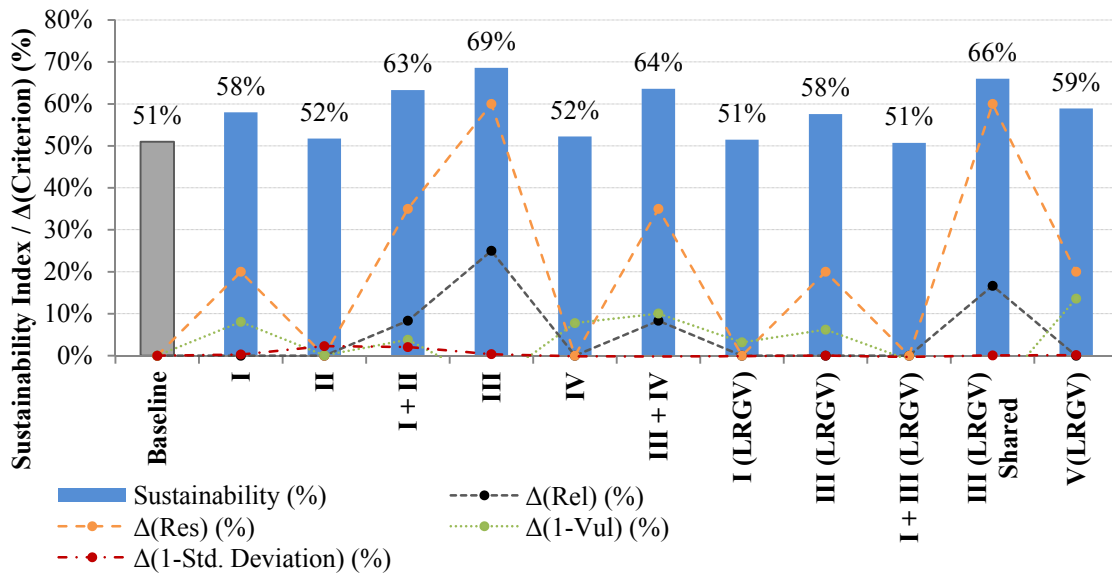 Sustainability Index / Δ(Criterion) (%)
80%
70%
60%
50%
40%
30%
20%
10%
0%
51%
58%
52%
63%
69%
52%
64%
51%
58%
51%
66%
59%
Baseline
I
II
I + II
III
IV
III + IV
I (LRGV)
III (LRGV)
I + III (LRGV)
III (LRGV)
Shared
V(LRGV)
Sustainability (%)
Δ(Rel) (%)
Δ(Res) (%)
Δ(1-Vul) (%)
Δ(1-Std. Deviation) (%)